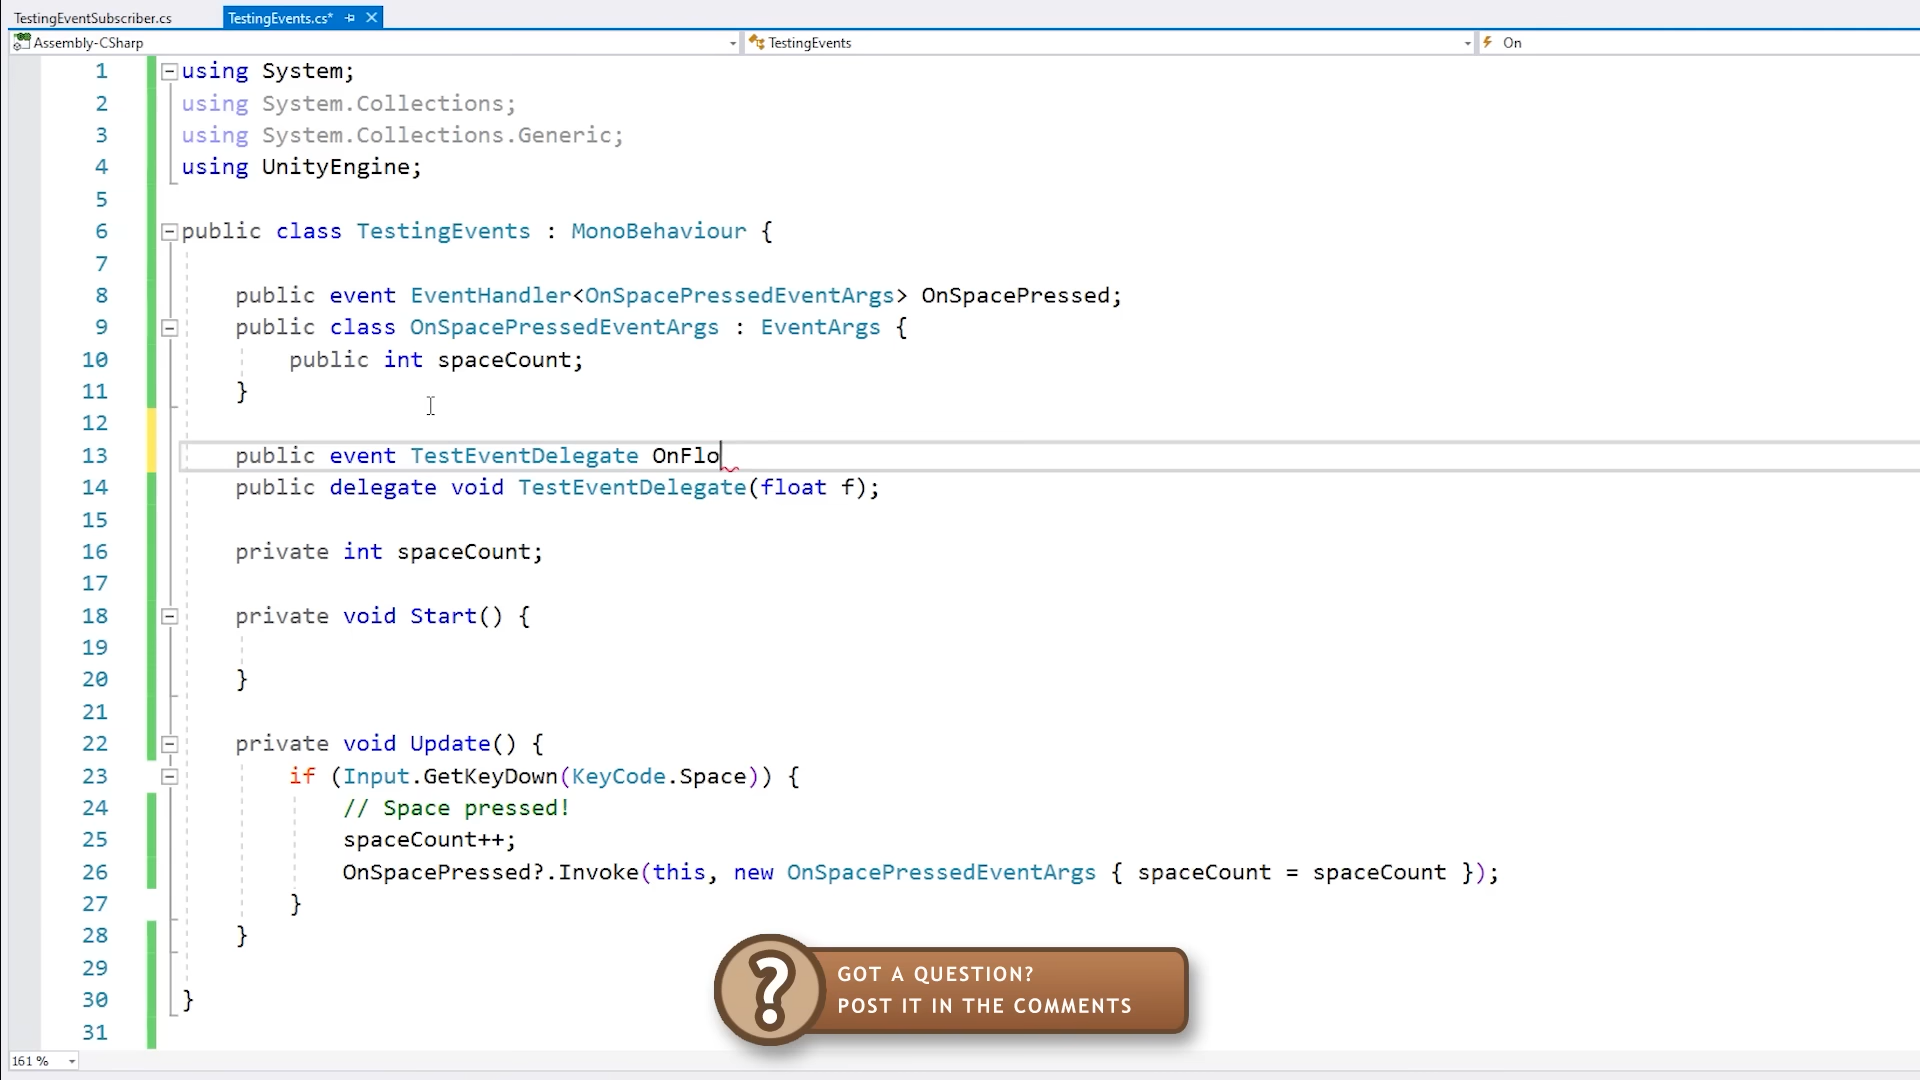 TestingEventSubscriber.cs TestingEvents.cs*
Assembly-CSharp TestingEvents On
1 using System;
2 using System.Collections;
3 using System.Collections.Generic;
4 using UnityEngine;
5
6 public class TestingEvents : MonoBehaviour {
7
8 public event EventHandler<OnSpacePressedEventArgs> OnSpacePressed;
9 public class OnSpacePressedEventArgs : EventArgs {
10 public int spaceCount;
11 }
12
13 public event TestEventDelegate OnFlo
14 public delegate void TestEventDelegate(float f);
15
16 private int spaceCount;
17
18 private void Start() {
19
20 }
21
22 private void Update() {
23 if (Input.GetKeyDown(KeyCode.Space)) {
24 // Space pressed!
25 spaceCount++;
26 OnSpacePressed?.Invoke(this, new OnSpacePressedEventArgs { spaceCount = spaceCount });
27 }
28 }
29
30 }
31
?
GOT A QUESTION?
POST IT IN THE COMMENTS
161 %